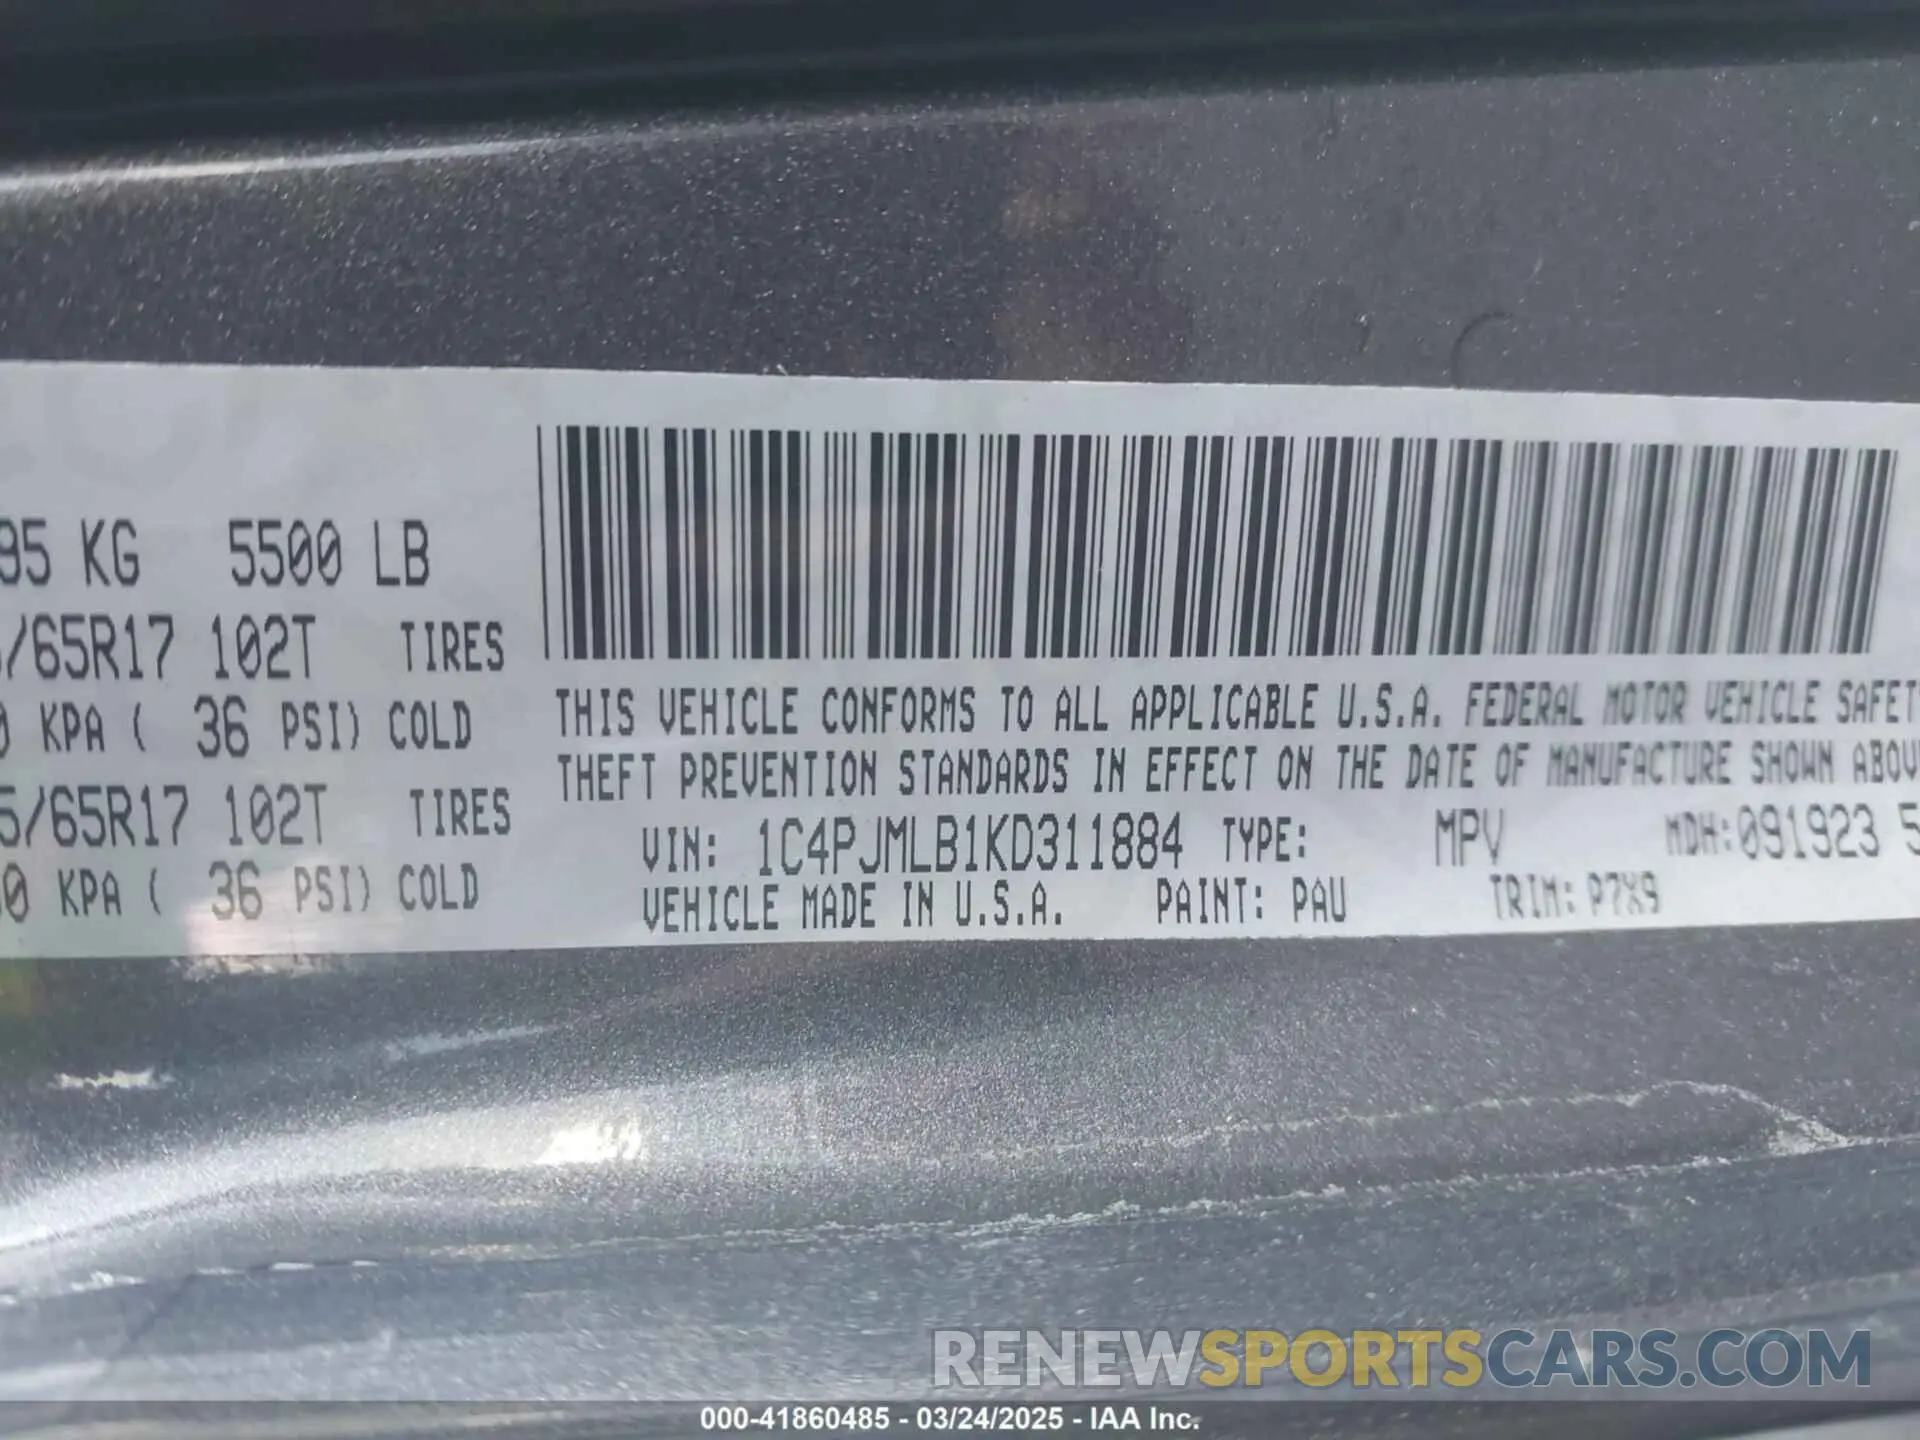 95 KG 5500 LB
/65R17 102T TIRES
0 KPA ( 36 PSI) COLD
5/65R17 102T TIRES
0 KPA ( 36 PSI) COLD
THIS VEHICLE CONFORMS TO ALL APPLICABLE U.S.A. FEDERAL MOTOR VEHICLE SAFETY
THEFT PREVENTION STANDARDS IN EFFECT ON THE DATE OF MANUFACTURE SHOWN ABOV
VIN: 1C4PJMLB1KD311884 TYPE: MPV MDH:091923 5
VEHICLE MADE IN U.S.A. PAINT: PAU TRIM: P7X9
RENEWSPORTSCARS.COM
000-41860485 - 03/24/2025 - IAA Inc.